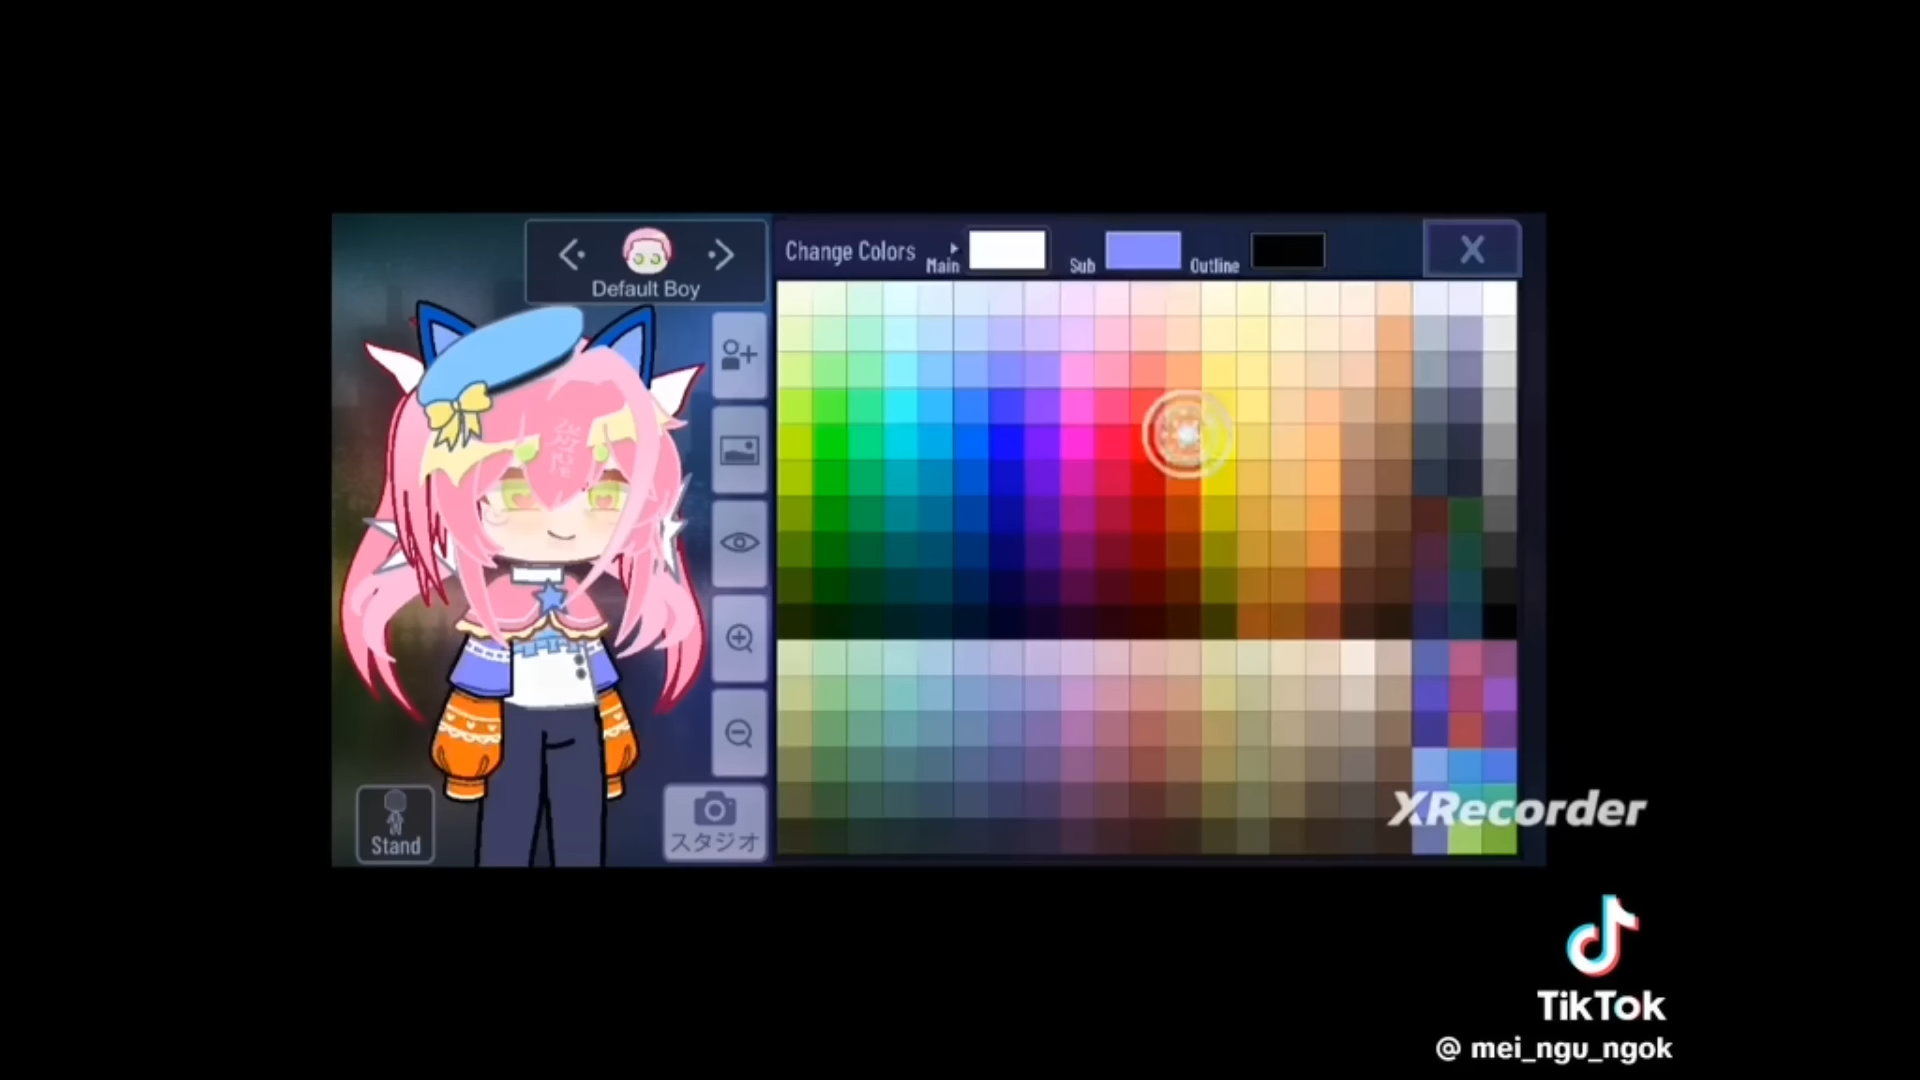 Default Boy
Change Colors
Main
Sub
Outline
X
Stand
スタジオ
XRecorder
TikTok
@ mei_ngu_ngok